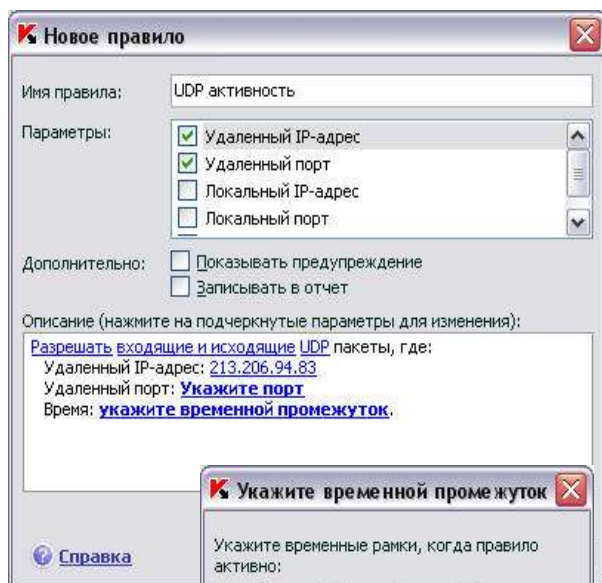 Новое правило
Имя правила: UDP активность
Параметры: Удаленный IP-адрес
Удаленный порт
Локальный IP-адрес
Локальный порт
Дополнительно: Показывать предупреждение
Записывать в отчет
Описание (нажмите на подчеркнутые параметры для изменения):
Разрешать входящие и исходящие UDP пакеты, где:
Удаленный IP-адрес: 213.206.94.83
Удаленный порт: Укажите порт
Время: укажите временной промежуток.
Укажите временной промежуток
Укажите временные рамки, когда правило
активно:
Справка